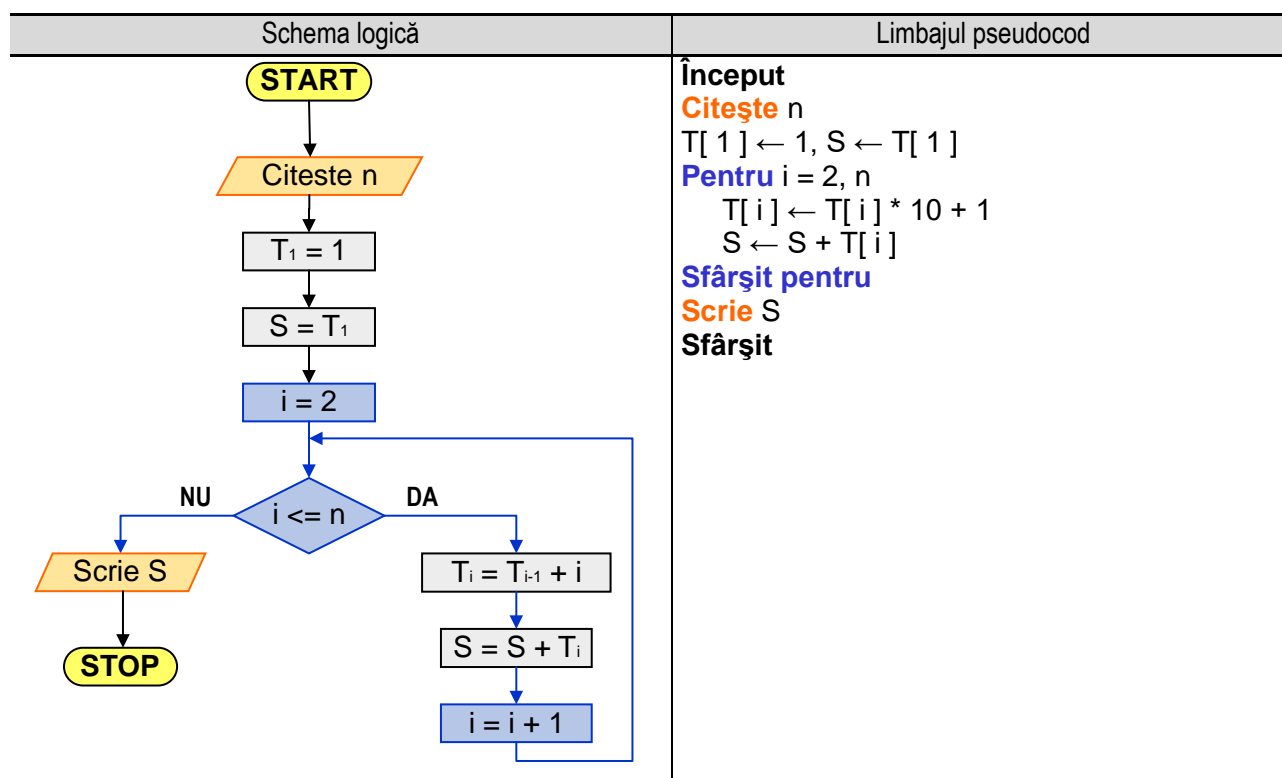 Schema logică
Limbajul pseudocod
START
Citeste n
T₁ = 1
S = T₁
i = 2
NU
i <= n
DA
Scrie S
STOP
Tᵢ = Tᵢ₋₁ + i
S = S + Tᵢ
i = i + 1
Început
Citeşte n
T[ 1 ] ← 1, S ← T[ 1 ]
Pentru i = 2, n
T[ i ] ← T[ i ] * 10 + 1
S ← S + T[ i ]
Sfârşit pentru
Scrie S
Sfârşit